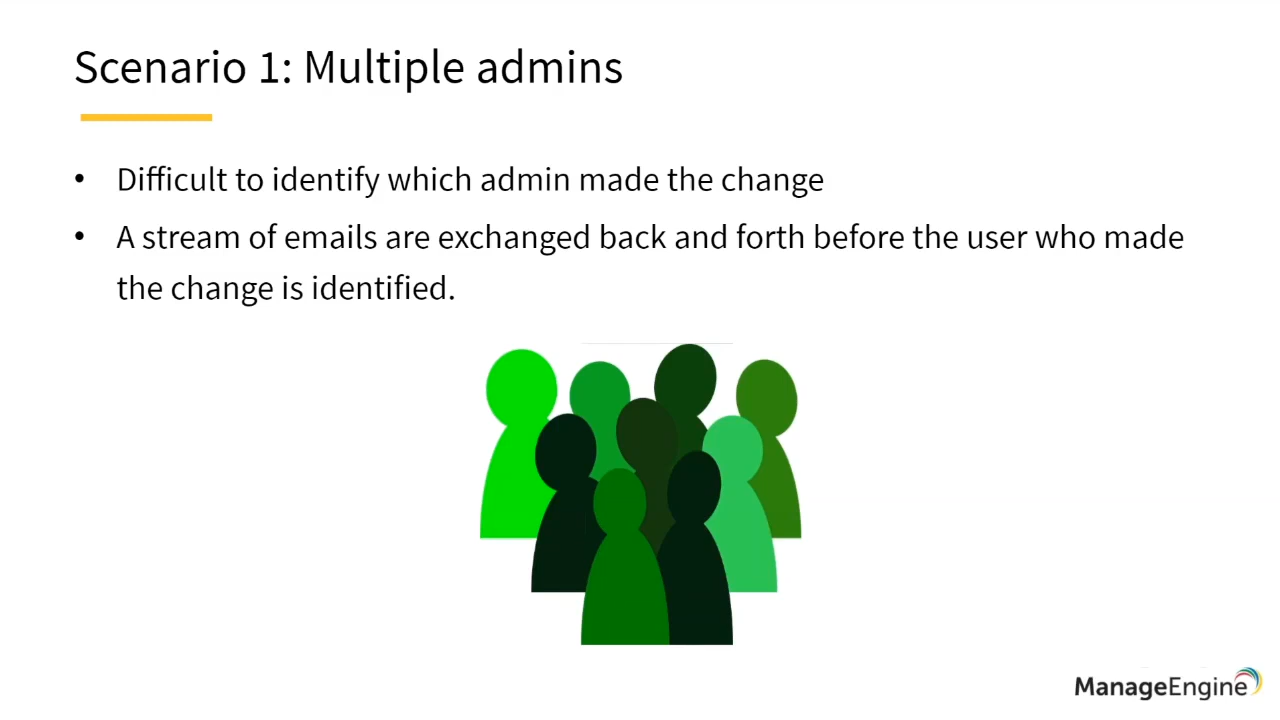 Scenario 1: Multiple admins
• Difficult to identify which admin made the change
• A stream of emails are exchanged back and forth before the user who made
the change is identified.
ManageEngine